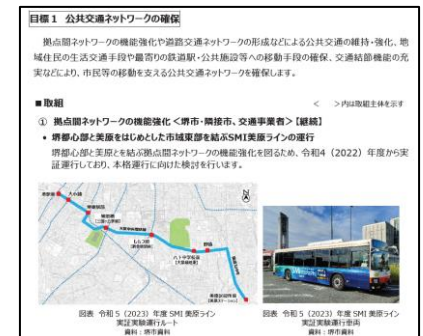 目標1 公共交通ネットワークの確保
拠点間ネットワークの機能強化や道路交通ネットワークの形成などによる公共交通の維持・強化、地
域住民の生活交通手段や最寄りの鉄道駅・公共施設等への移動手段の確保、交通結節機能の充
実などにより、市民等の移動を支える公共交通ネットワークを確保します。
■取組
< >内は取組主体を示す
① 拠点間ネットワークの機能強化<堺市・隣接市、交通事業者>【継続】
• 堺都心部と美原をはじめとした市域東部を結ぶSMI美原ラインの運行
堺都心部と美原とを結ぶ拠点間ネットワークの機能強化を図るため、令和4(2022)年度から実
証運行しており、本格運行に向けた検討を行います。
図表 令和5(2023)年度 SMI 美原ライン
実証実験運行ルート
資料:堺市資料
図表 令和5(2023)年度 SMI 美原ライン
実証実験運行車両
資料:堺市資料